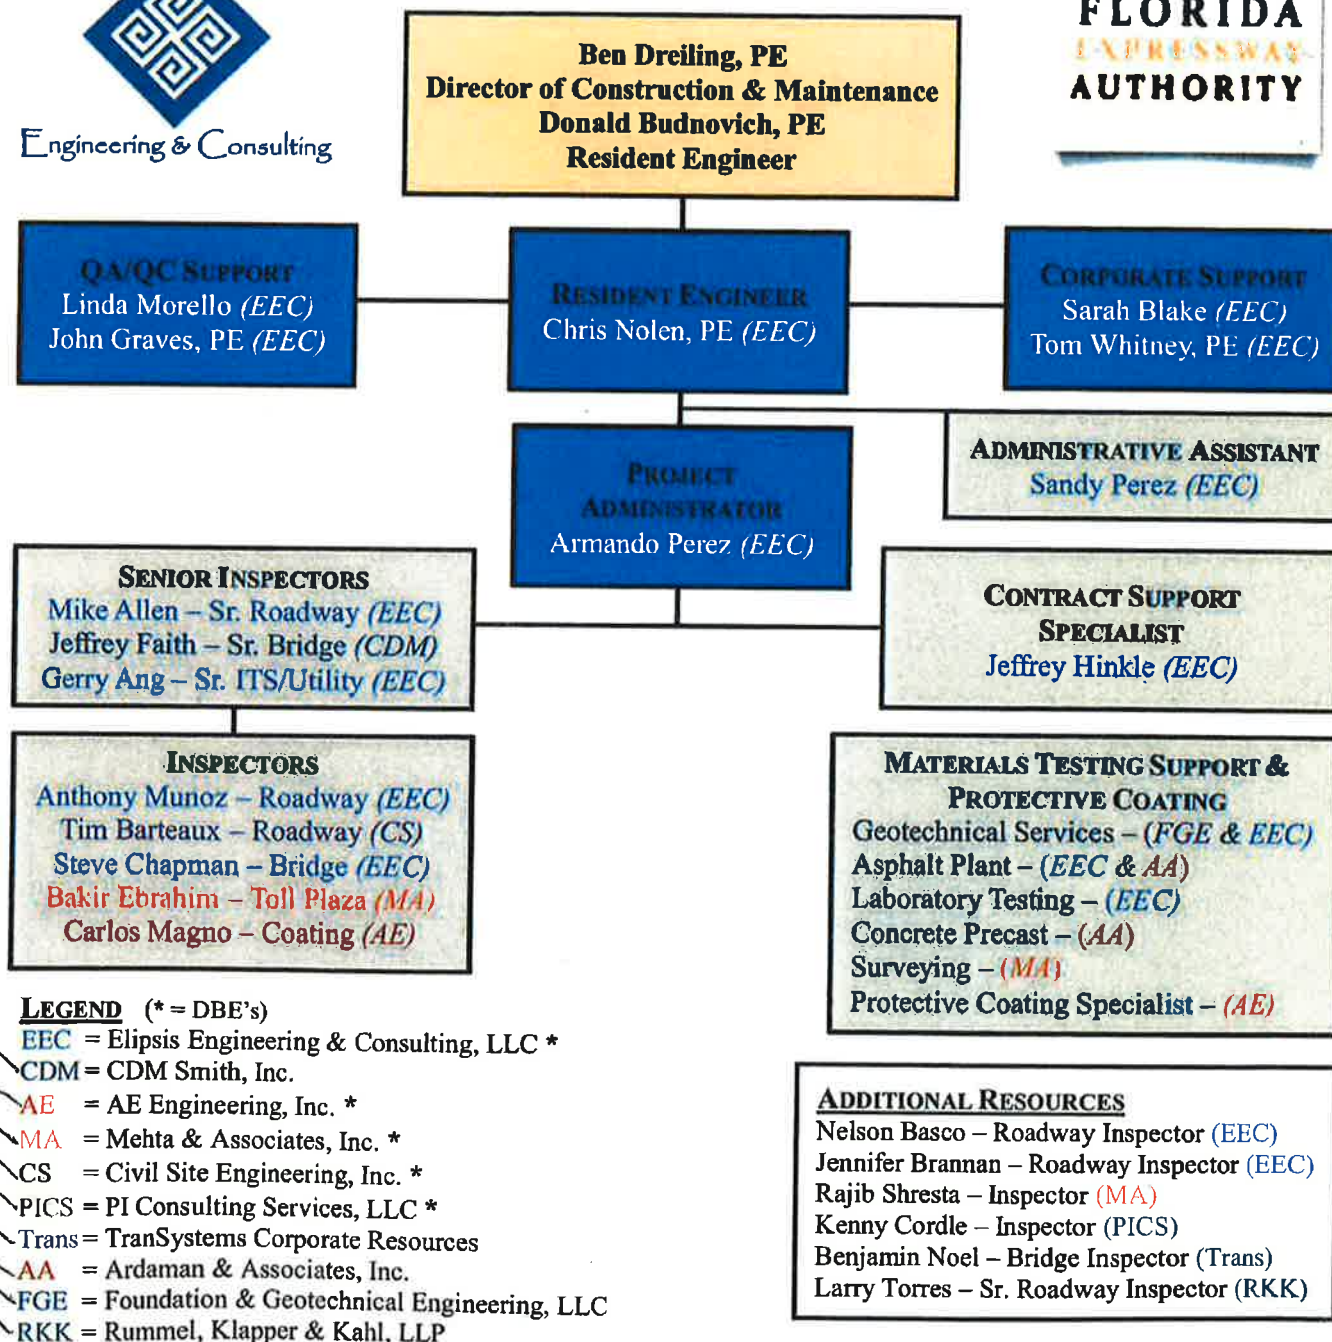 Engineering & Consulting
FLORIDA
EXPRESSWAY
AUTHORITY
Ben Dreiling, PE
Director of Construction & Maintenance
Donald Budnovich, PE
Resident Engineer
QA/QC SUPPORT
Linda Morello (EEC)
John Graves, PE (EEC)
RESIDENT ENGINEER
Chris Nolen, PE (EEC)
CORPORATE SUPPORT
Sarah Blake (EEC)
Tom Whitney, PE (EEC)
ADMINISTRATIVE ASSISTANT
Sandy Perez (EEC)
PROJECT
ADMINISTRATOR
Armando Perez (EEC)
SENIOR INSPECTORS
Mike Allen – Sr. Roadway (EEC)
Jeffrey Faith – Sr. Bridge (CDM)
Gerry Ang – Sr. ITS/Utility (EEC)
CONTRACT SUPPORT
SPECIALIST
Jeffrey Hinkle (EEC)
INSPECTORS
Anthony Munoz – Roadway (EEC)
Tim Barteaux – Roadway (CS)
Steve Chapman – Bridge (EEC)
Bakir Ebrahim – Toll Plaza (MA)
Carlos Magno – Coating (AE)
MATERIALS TESTING SUPPORT &
PROTECTIVE COATING
Geotechnical Services – (FGE & EEC)
Asphalt Plant – (EEC & AA)
Laboratory Testing – (EEC)
Concrete Precast – (AA)
Surveying – (MA)
Protective Coating Specialist – (AE)
LEGEND (* = DBE's)
EEC = Elipsis Engineering & Consulting, LLC *
CDM = CDM Smith, Inc.
AE = AE Engineering, Inc. *
MA = Mehta & Associates, Inc. *
CS = Civil Site Engineering, Inc. *
PICS = PI Consulting Services, LLC *
Trans = TranSystems Corporate Resources
AA = Ardaman & Associates, Inc.
FGE = Foundation & Geotechnical Engineering, LLC
RKK = Rummel, Klapper & Kahl, LLP
ADDITIONAL RESOURCES
Nelson Basco – Roadway Inspector (EEC)
Jennifer Brannan – Roadway Inspector (EEC)
Rajib Shresta – Inspector (MA)
Kenny Cordle – Inspector (PICS)
Benjamin Noel – Bridge Inspector (Trans)
Larry Torres – Sr. Roadway Inspector (RKK)